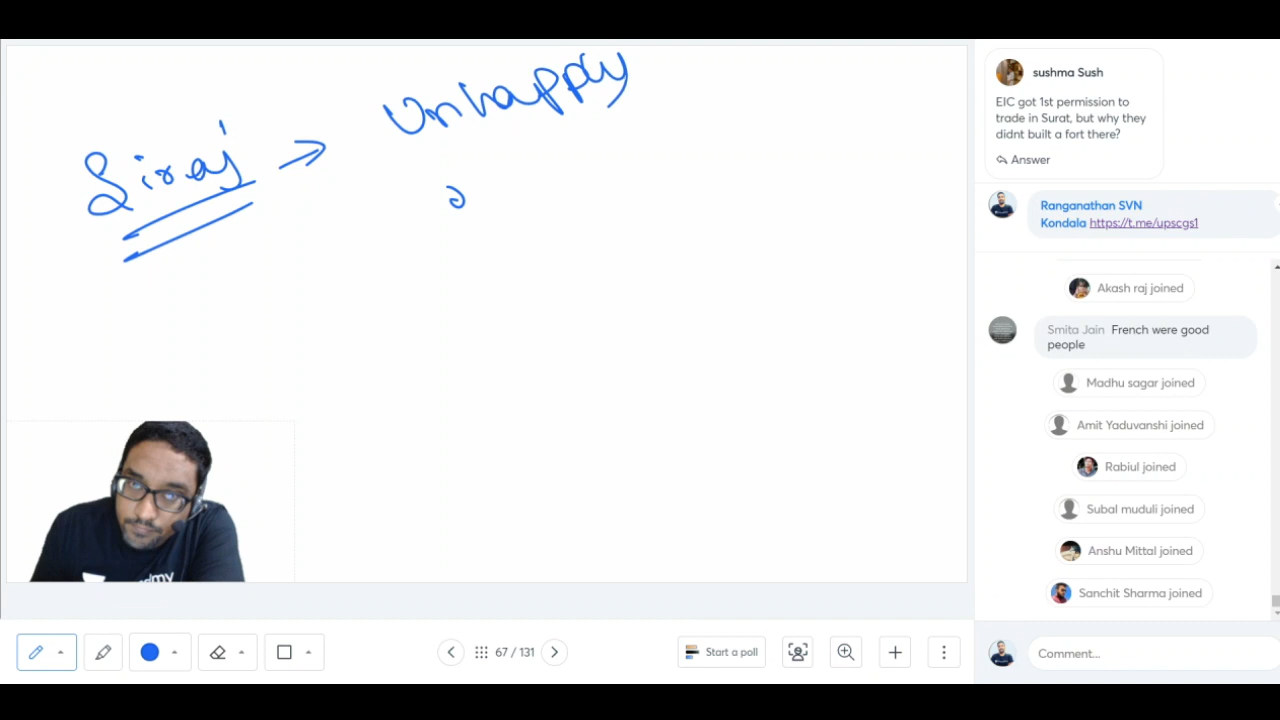 Unhapply
Siraj →
sushma Sush
EIC got 1st permission to
trade in Surat, but why they
didnt built a fort there?
Answer
Ranganathan SVN
Kondala https://t.me/upscgs1
Akash raj joined
Smita Jain French were good
people
Madhu sagar joined
Amit Yaduvanshi joined
Rabiul joined
Subal muduli joined
Anshu Mittal joined
Sanchit Sharma joined
67 / 131
Start a poll
Comment...